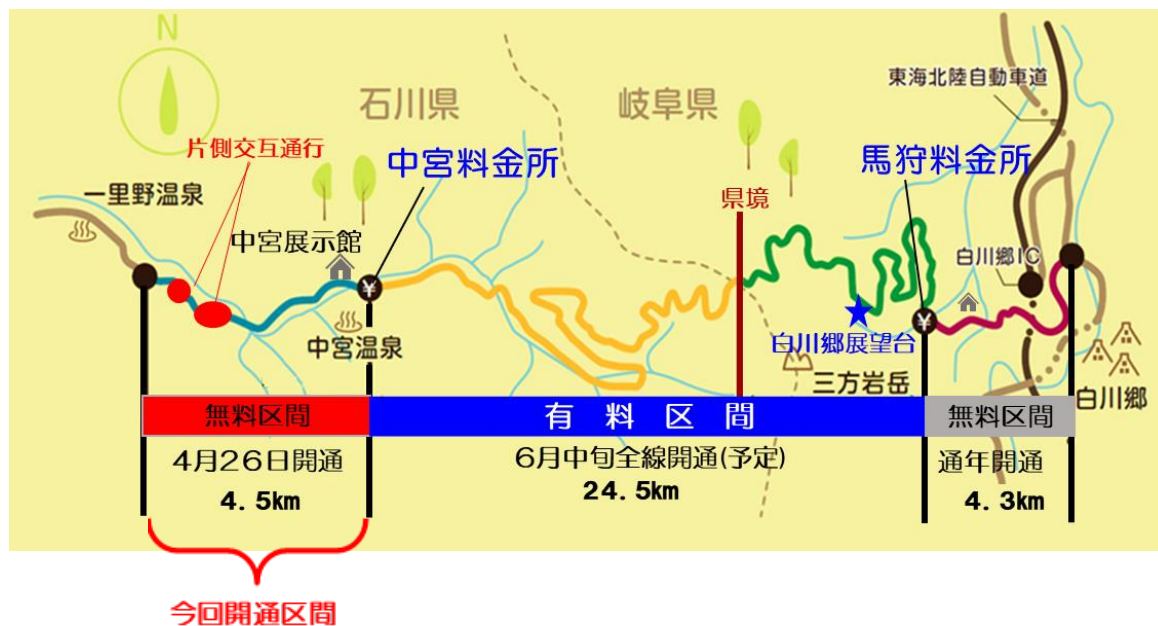 N
石川県
岐阜県
東海北陸自動車道
片側交互通行
中宮料金所
馬狩料金所
一里野温泉
県境
中宮展示館
白川郷IC
¥
¥
中宮温泉
白川郷展望台
三方岩岳
白川郷
無料区間
有料区間
無料区間
4月26日開通
6月中旬全線開通(予定)
通年開通
4.5km
24.5km
4.3km
今回開通区間